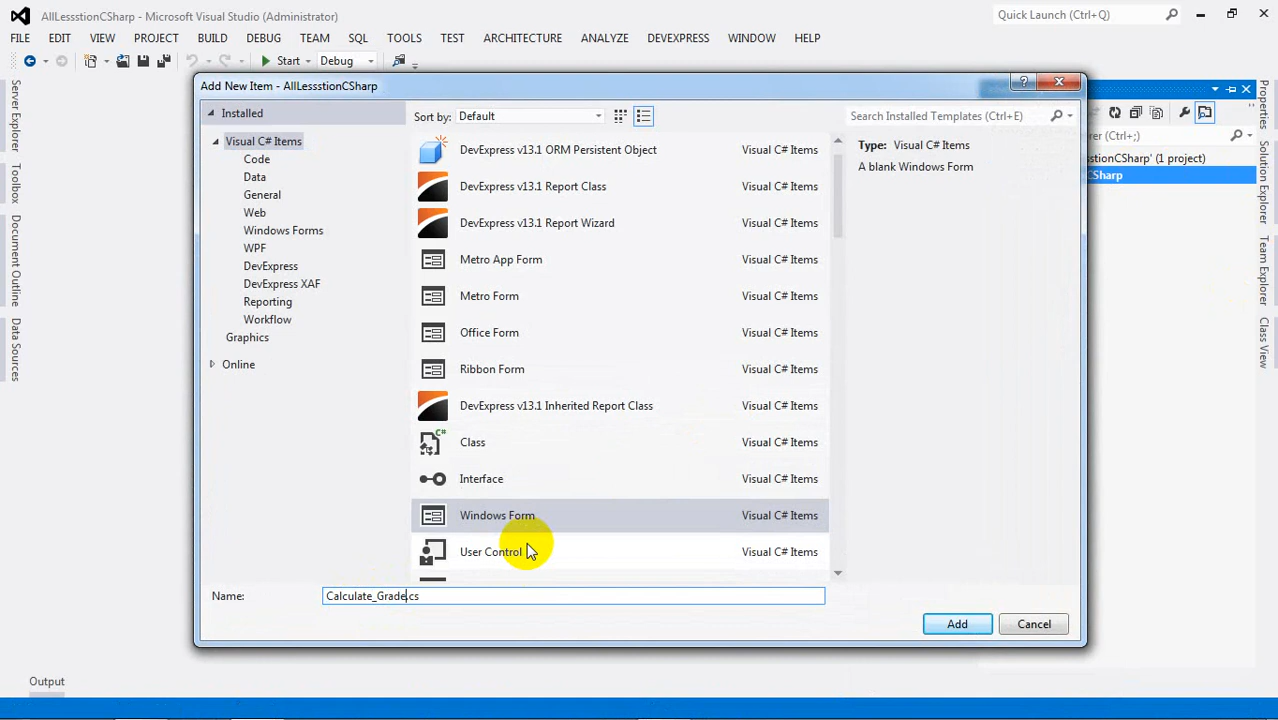 AllLessstionCSharp - Microsoft Visual Studio (Administrator)
Quick Launch (Ctrl+Q)
FILE EDIT VIEW PROJECT BUILD DEBUG TEAM SQL TOOLS TEST ARCHITECTURE ANALYZE DEVEXPRESS WINDOW HELP
Start Debug
Server Explorer
Toolbox
Document Outline
Data Sources
Add New Item - AllLessstionCSharp
Installed
Visual C# Items
Code
Data
General
Web
Windows Forms
WPF
DevExpress
DevExpress XAF
Reporting
Workflow
Graphics
Online
Sort by: Default
Search Installed Templates (Ctrl+E)
DevExpress v13.1 ORM Persistent Object Visual C# Items
DevExpress v13.1 Report Class Visual C# Items
DevExpress v13.1 Report Wizard Visual C# Items
Metro App Form Visual C# Items
Metro Form Visual C# Items
Office Form Visual C# Items
Ribbon Form Visual C# Items
DevExpress v13.1 Inherited Report Class Visual C# Items
Class Visual C# Items
Interface Visual C# Items
Windows Form Visual C# Items
User Control Visual C# Items
Type: Visual C# Items
A blank Windows Form
Name: Calculate_Grade.cs
Add Cancel
rer (Ctrl+;)
sstionCSharp' (1 project)
CSharp
Properties
Solution Explorer
Team Explorer
Class View
Output